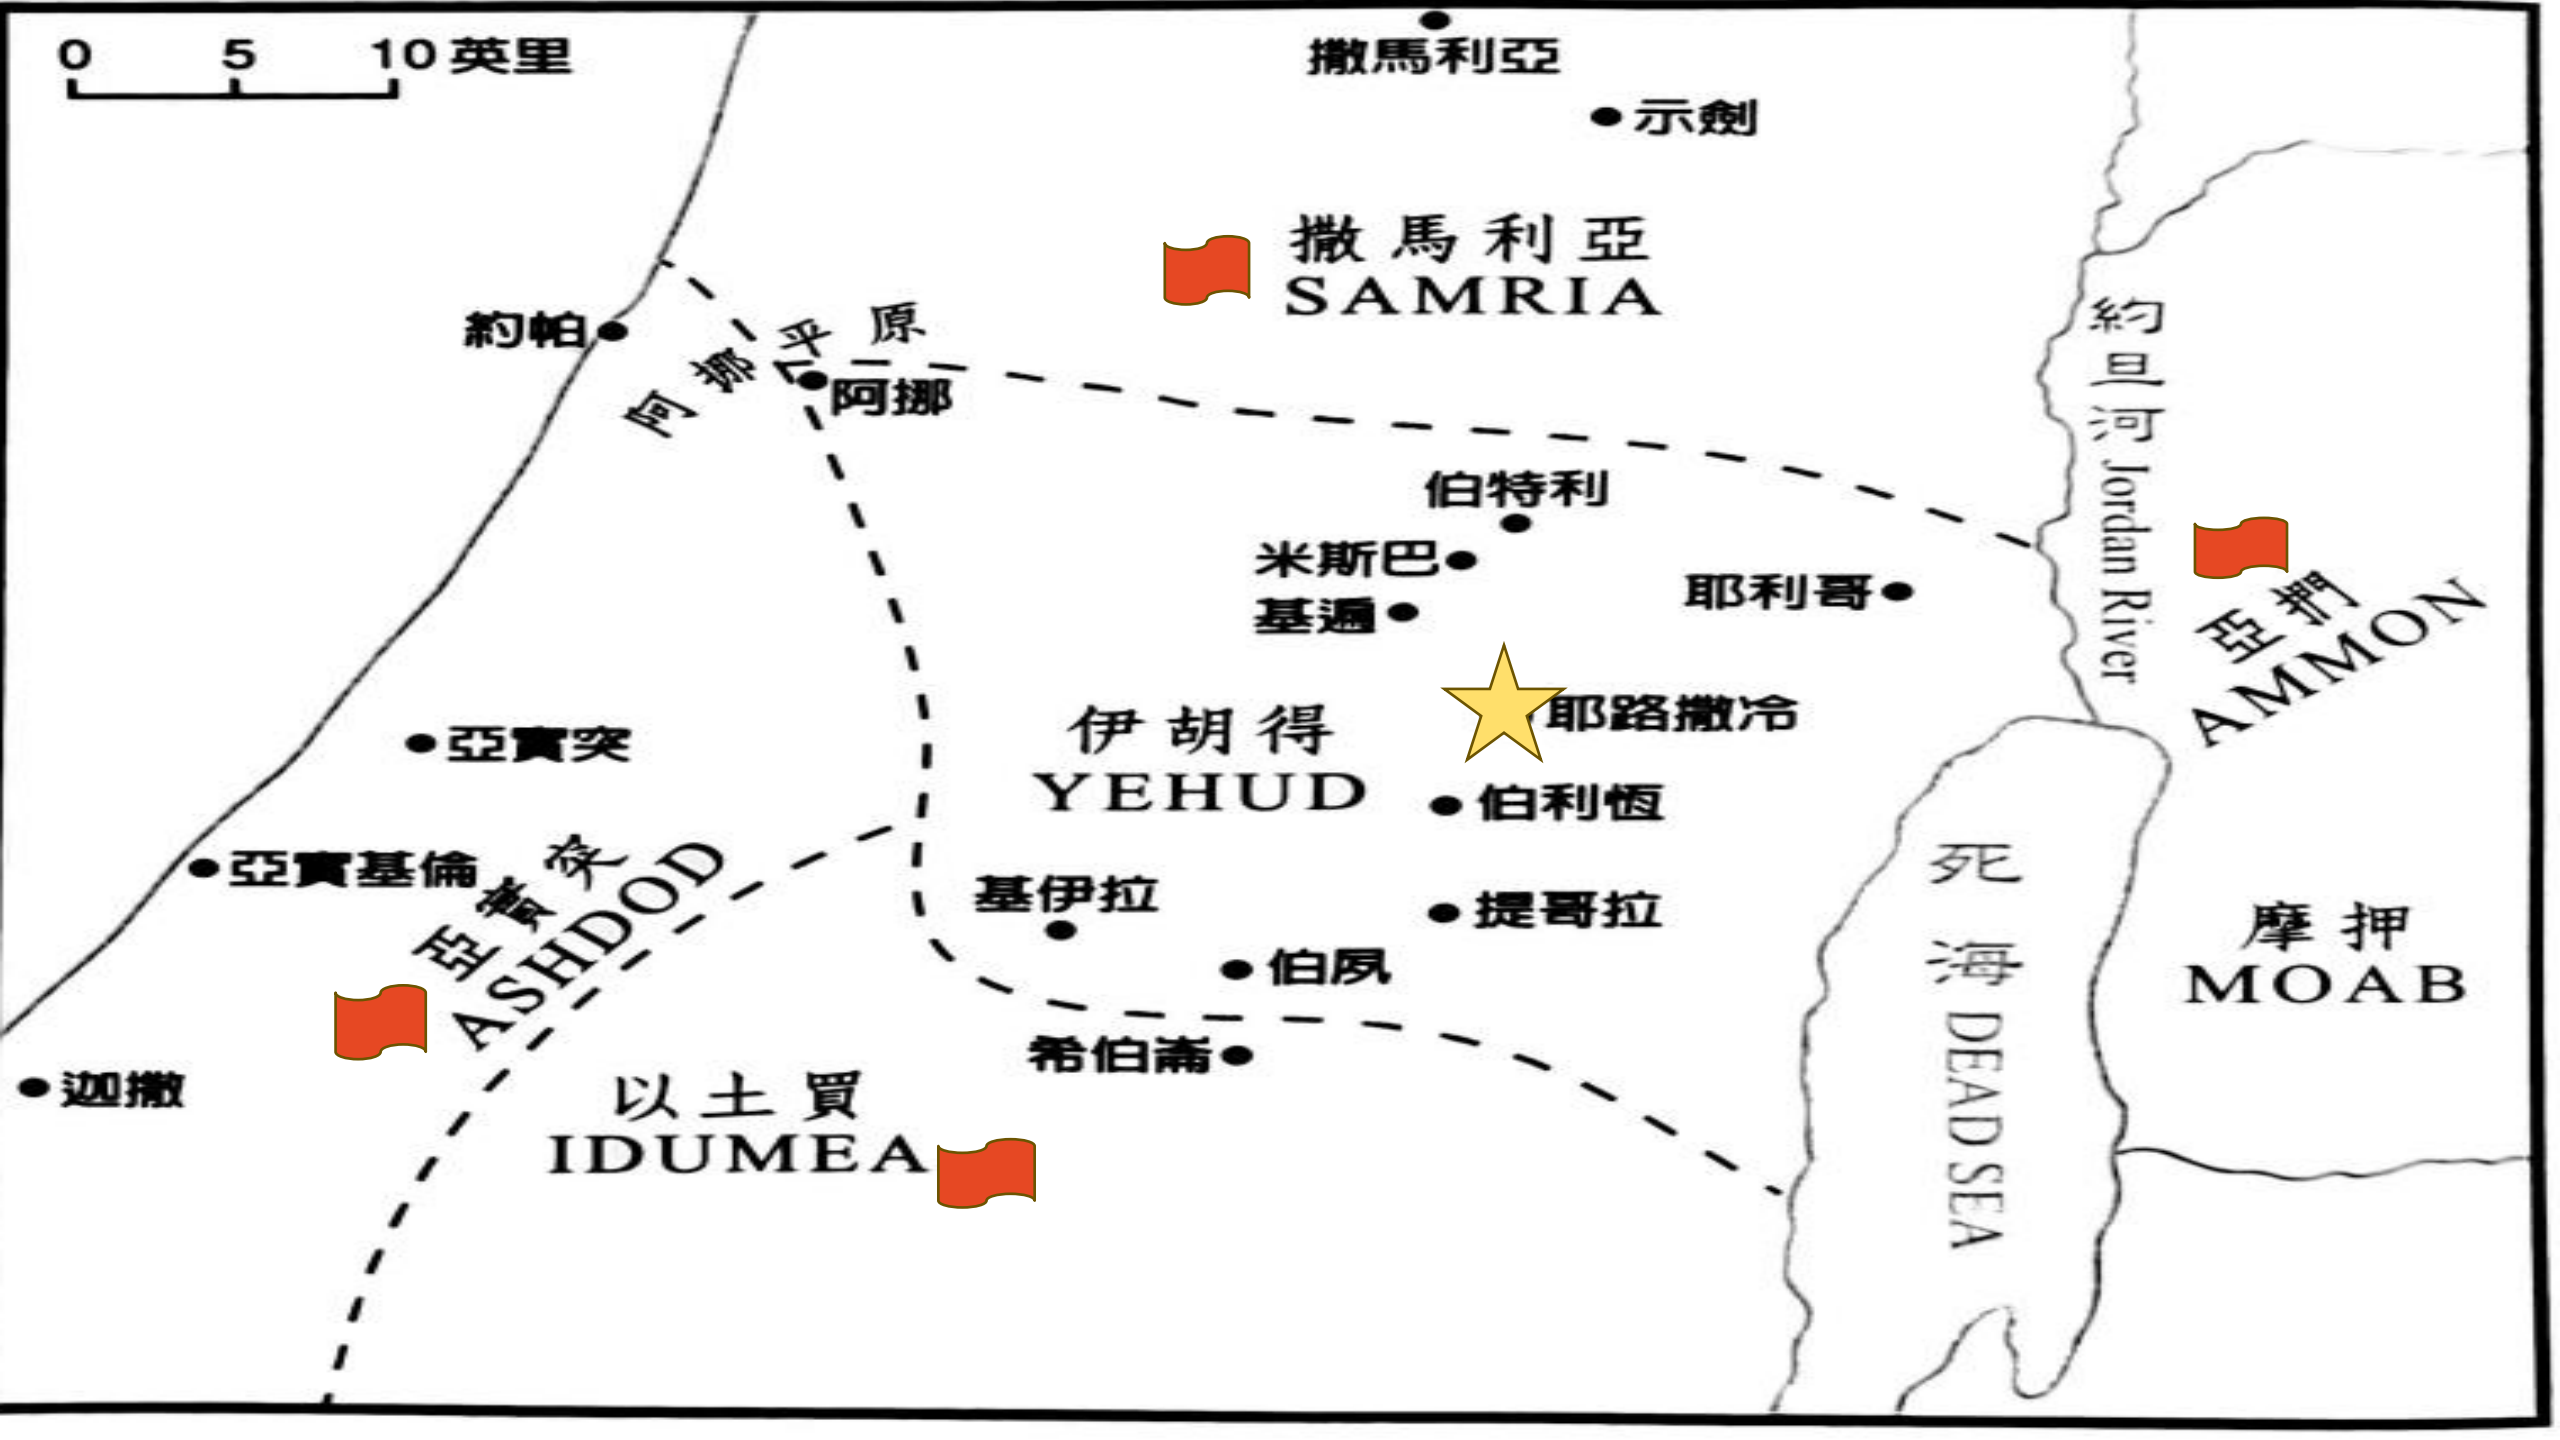 0 5 10 英里
撒馬利亞
示劍
撒馬利亞
SAMRIA
約帕
阿挪平原
阿挪
約旦河 Jordan River
伯特利
米斯巴
耶利哥
基遍
亞捫
AMMON
耶路撒冷
伊胡得
YEHUD
亞實突
伯利恆
亞實基倫
亞實突
ASHDOD
基伊拉
提哥拉
伯夙
死海 DEAD SEA
摩押
MOAB
希伯崙
迦撒
以土買
IDUMEA